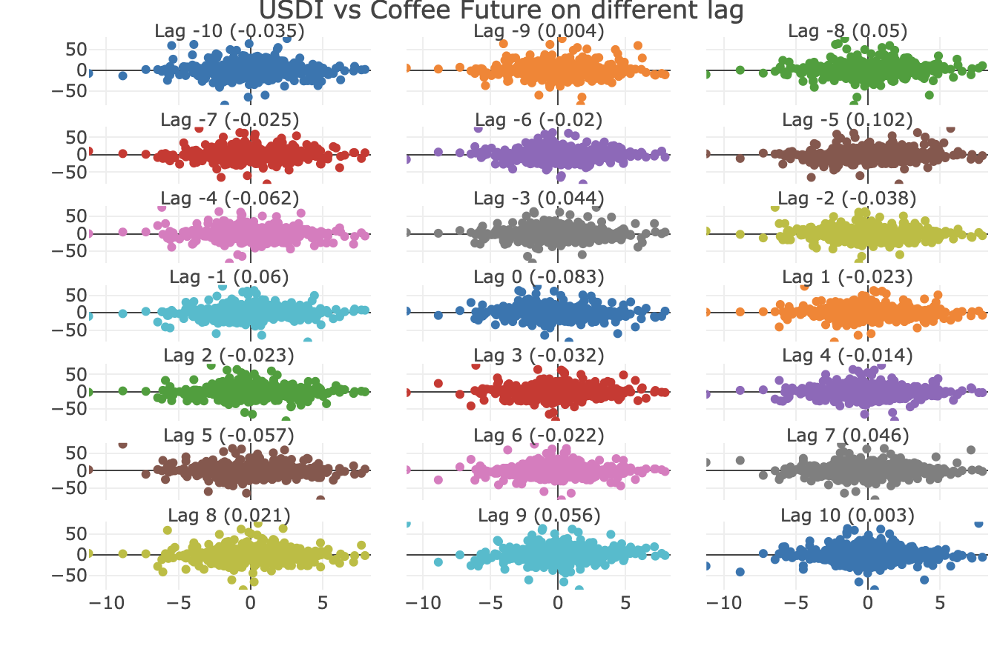 USDI vs Coffee Future on different lag
Lag -10 (-0.035) Lag -9 (0.004) Lag -8 (0.05)
50
0
−50
Lag -7 (-0.025) Lag -6 (-0.02) Lag -5 (0.102)
50
0
−50
Lag -4 (-0.062) Lag -3 (0.044) Lag -2 (-0.038)
50
0
−50
Lag -1 (0.06) Lag 0 (-0.083) Lag 1 (-0.023)
50
0
−50
Lag 2 (-0.023) Lag 3 (-0.032) Lag 4 (-0.014)
50
0
−50
Lag 5 (-0.057) Lag 6 (-0.022) Lag 7 (0.046)
50
0
−50
Lag 8 (0.021) Lag 9 (0.056) Lag 10 (0.003)
50
0
−50
−10 −5 0 5 −10 −5 0 5 −10 −5 0 5